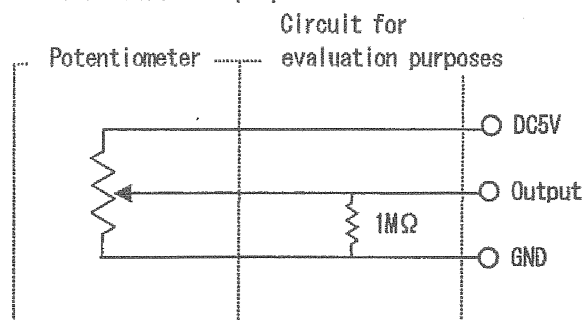 Circuit for
Potentiometer evaluation purposes
DC5V
Output
1MΩ
GND